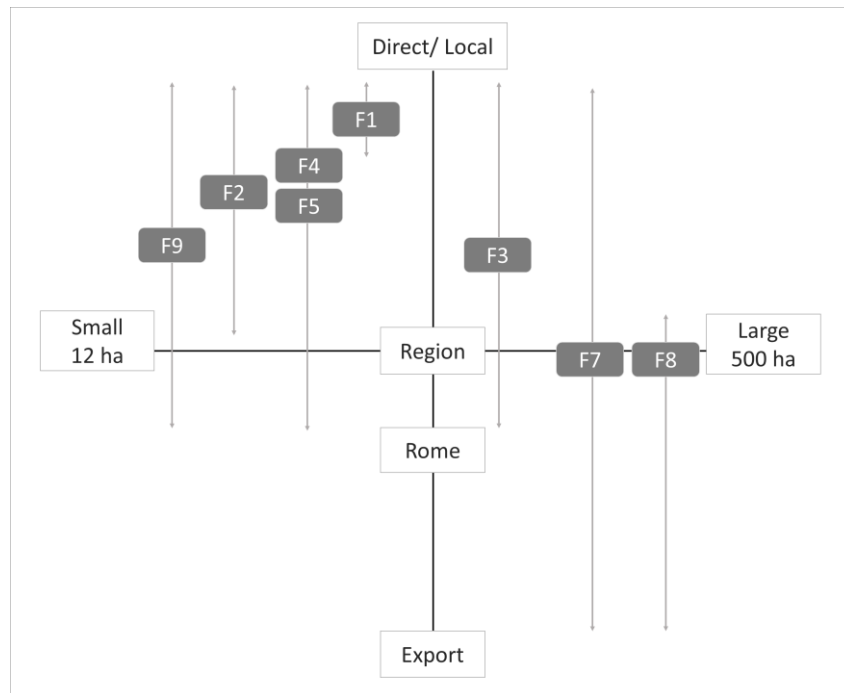 Direct/ Local
F1
F4
F2
F5
F9
F3
Small
12 ha
Region
F7
F8
Large
500 ha
Rome
Export